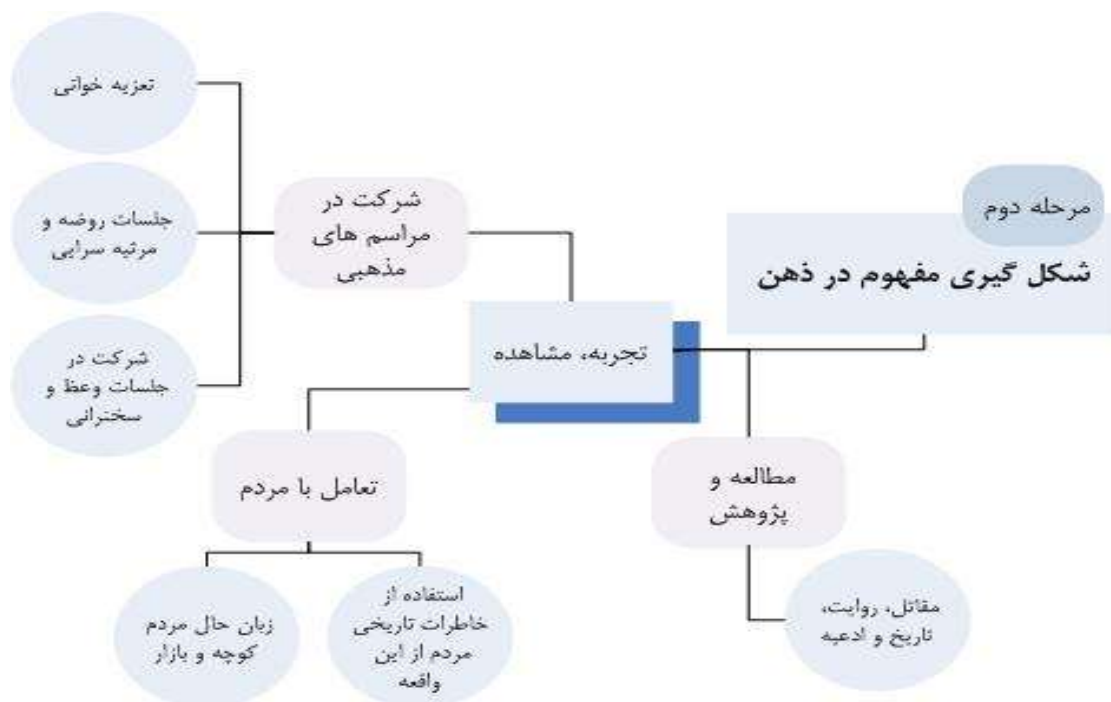 مرحله دوم
شکل گیری مفهوم در ذهن
تجربه، مشاهده
شرکت در
مراسم های
مذهبی
تعزیه خوانی
جلسات روضه و
مرثیه سرایی
شرکت در
جلسات وعظ و
سخنرانی
تعامل با مردم
استفاده از
خاطرات تاریخی
مردم از این
واقعه
زبان حال مردم
کوچه و بازار
مطالعه و
پژوهش
مقاتل، روایت،
تاریخ و ادعیه